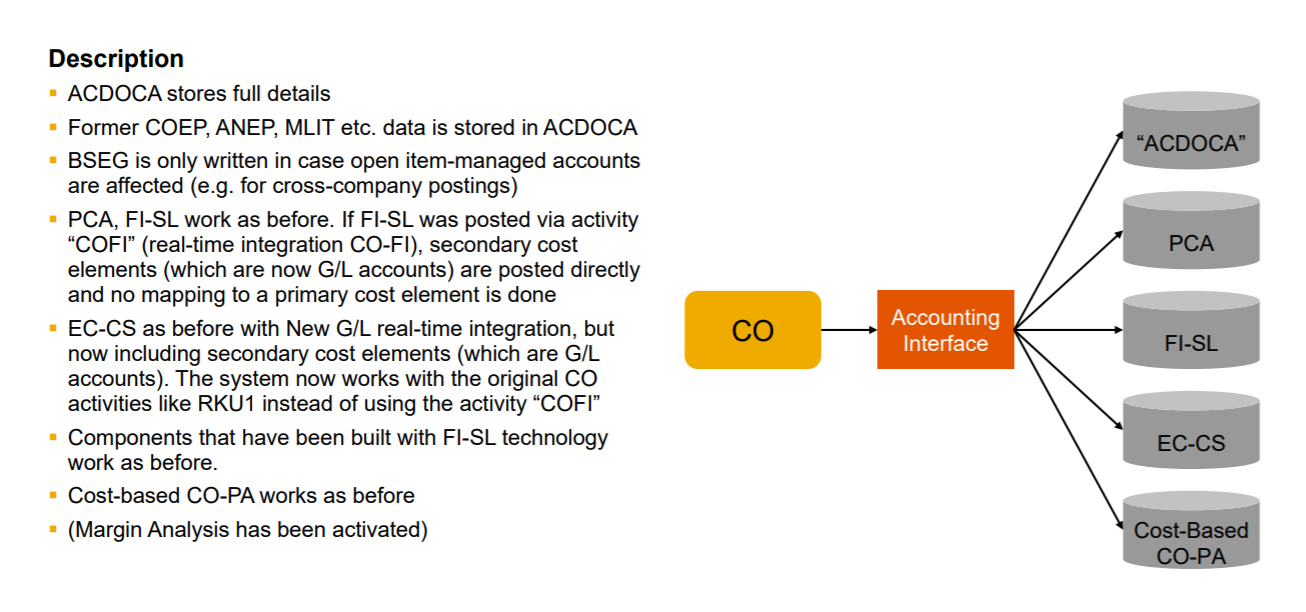 Description
▪ ACDOCA stores full details
▪ Former COEP, ANEP, MLIT etc. data is stored in ACDOCA
▪ BSEG is only written in case open item-managed accounts
are affected (e.g. for cross-company postings)
▪ PCA, FI-SL work as before. If FI-SL was posted via activity
“COFI” (real-time integration CO-FI), secondary cost
elements (which are now G/L accounts) are posted directly
and no mapping to a primary cost element is done
▪ EC-CS as before with New G/L real-time integration, but
now including secondary cost elements (which are G/L
accounts). The system now works with the original CO
activities like RKU1 instead of using the activity “COFI”
▪ Components that have been built with FI-SL technology
work as before.
▪ Cost-based CO-PA works as before
▪ (Margin Analysis has been activated)
CO
Accounting
Interface
“ACDOCA”
PCA
FI-SL
EC-CS
Cost-Based
CO-PA